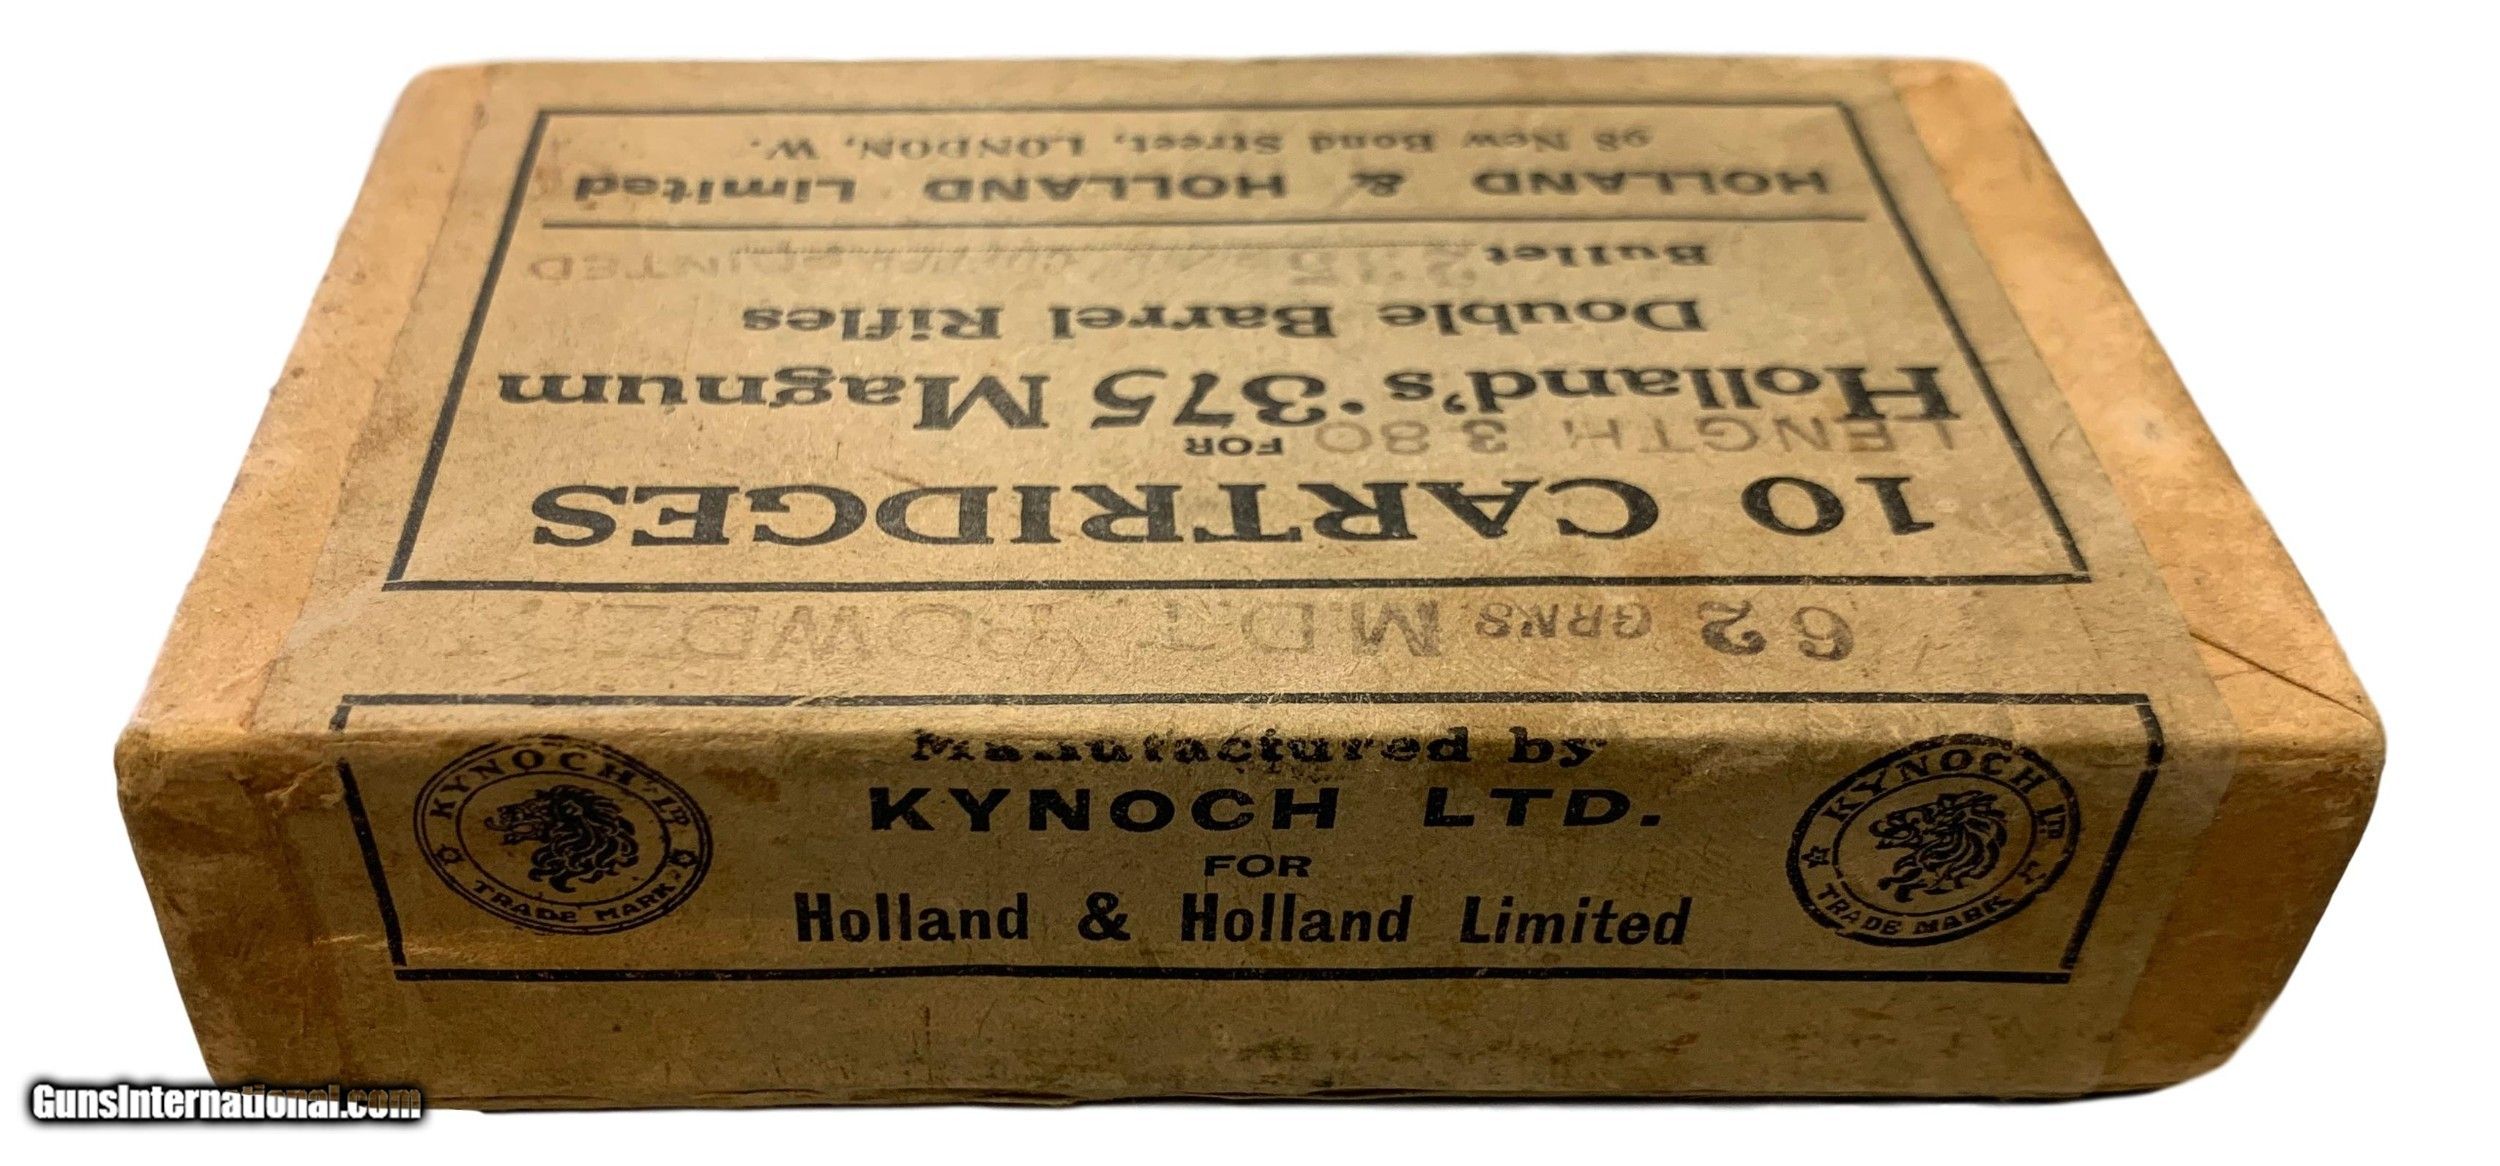 10 CARTRIDGES
FOR
LENGTH. 3.80
Holland's .375 Magnum
Double Barrel Rifles
Bullet
HOLLAND & HOLLAND Limited
98 New Bond Street, LONDON, W.
62 GRNS M.D.T. POWDER
Manufactured by
KYNOCH LTD.
FOR
Holland & Holland Limited
KYNOCH LTD.
TRADE MARK
KYNOCH LTD.
TRADE MARK
GunsInternational.com